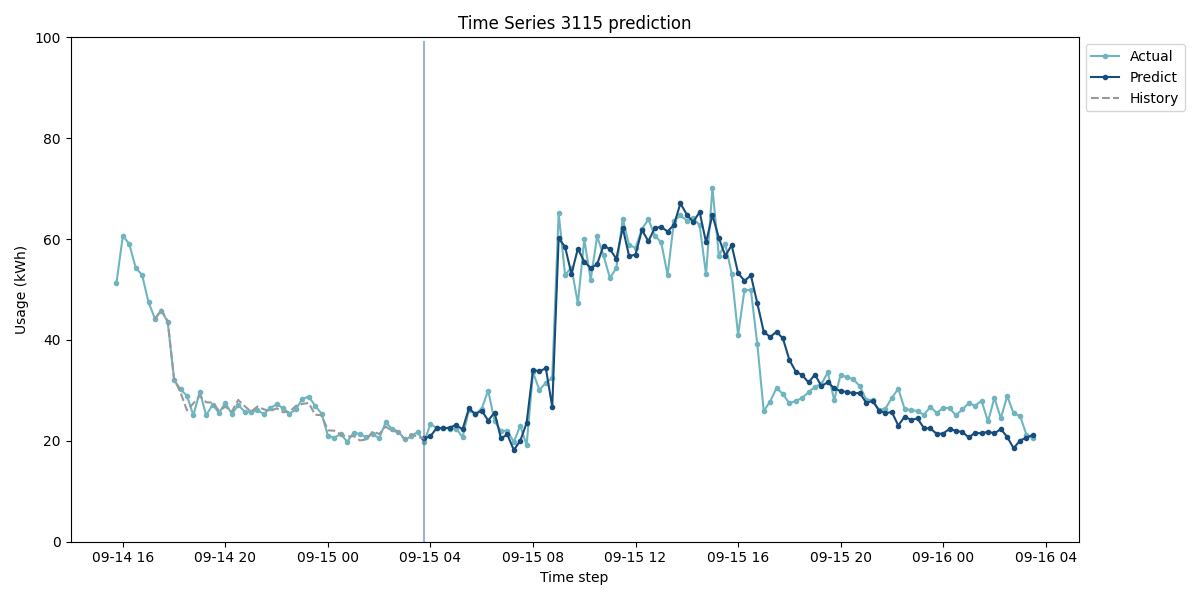 Time Series 3115 prediction
Usage (kWh)
100
80
60
40
20
0
09-14 16
09-14 20
09-15 00
09-15 04
09-15 08
09-15 12
09-15 16
09-15 20
09-16 00
09-16 04
Time step
Actual
Predict
History